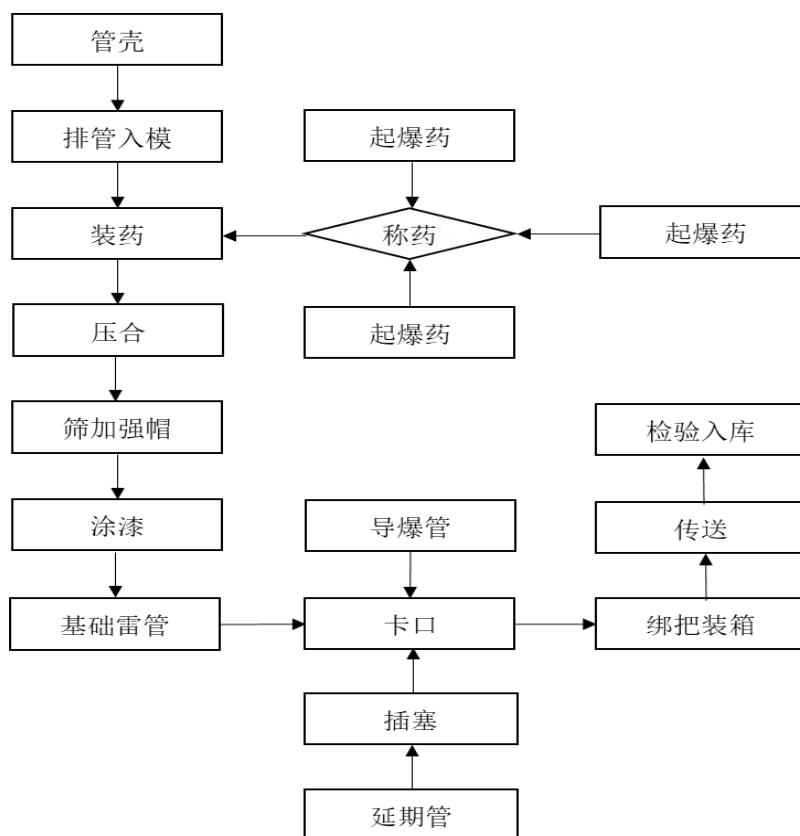 管壳
排管入模
起爆药
装药
称药
起爆药
压合
起爆药
筛加强帽
检验入库
涂漆
导爆管
传送
基础雷管
卡口
绑把装箱
插塞
延期管